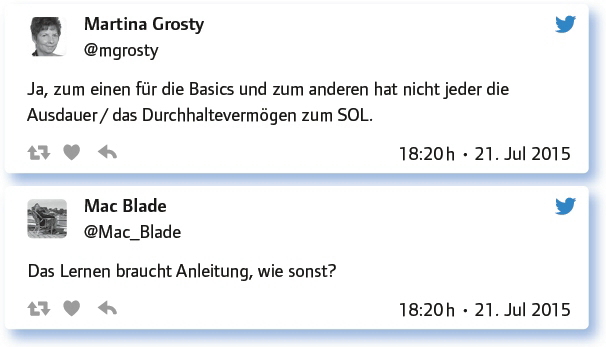 Martina Grosty
@mgrosty
Ja, zum einen für die Basics und zum anderen hat nicht jeder die
Ausdauer / das Durchhaltevermögen zum SOL.
18:20 h • 21. Jul 2015
Mac Blade
@Mac_Blade
Das Lernen braucht Anleitung, wie sonst?
18:20 h • 21. Jul 2015